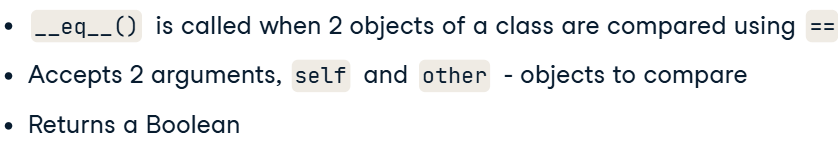 • __eq__() is called when 2 objects of a class are compared using ==
• Accepts 2 arguments, self and other - objects to compare
• Returns a Boolean